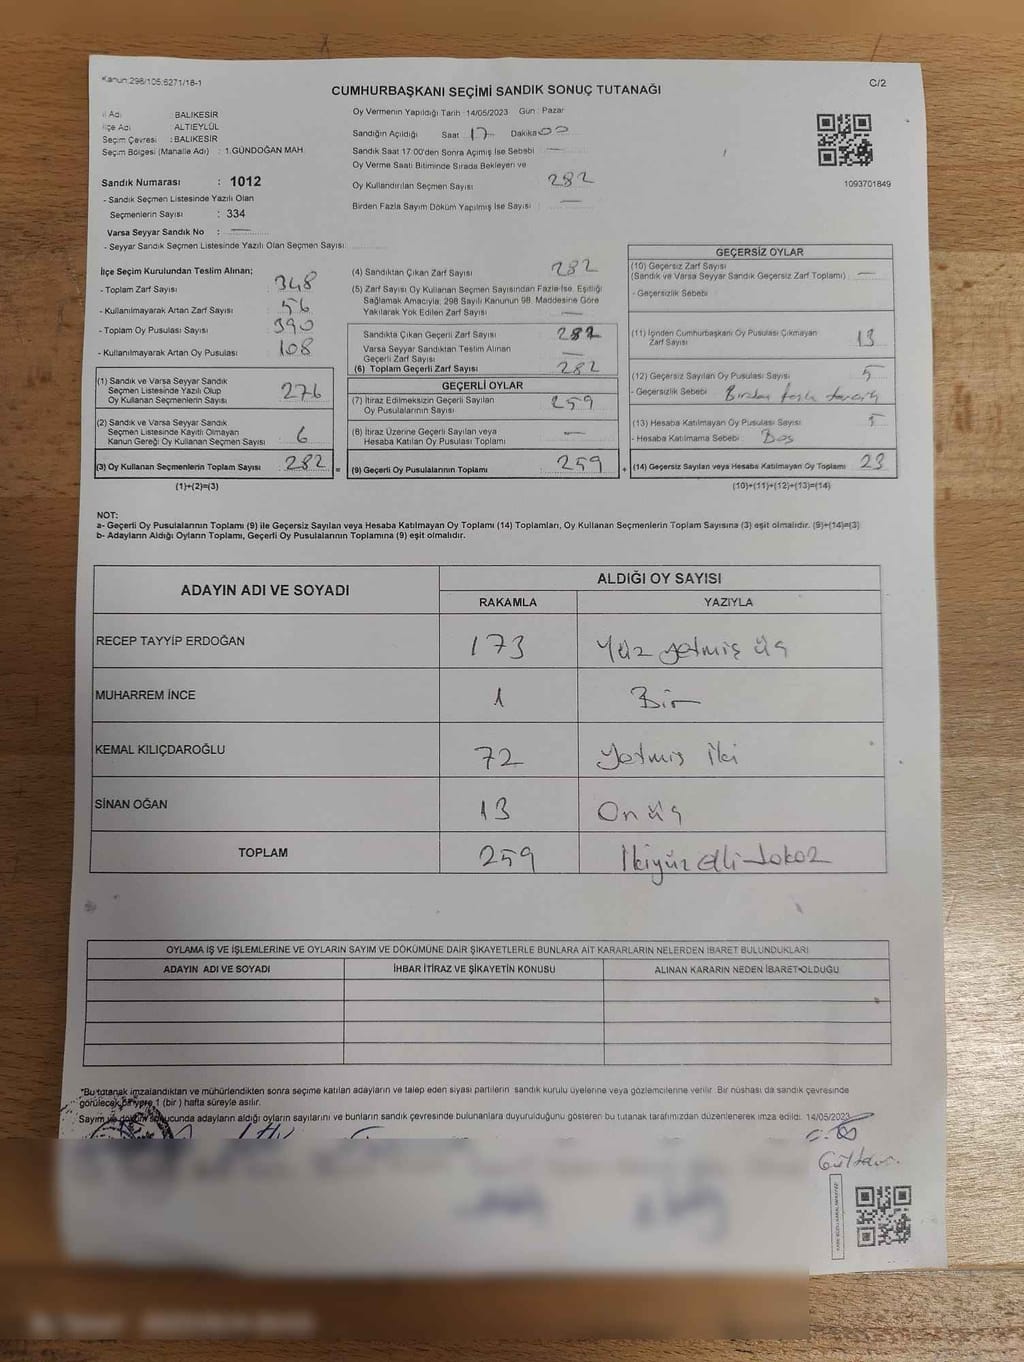 Kanun:298/105.6271/18-1
C/2
CUMHURBAŞKANI SEÇİMİ SANDIK SONUÇ TUTANAĞI
İl Adı : BALIKESİR
İlçe Adı : ALTIEYLÜL
Seçim Çevresi : BALIKESİR
Seçim Bölgesi (Mahalle Adı) : 1.GÜNDOĞAN MAH.
Sandık Numarası : 1012
- Sandık Seçmen Listesinde Yazılı Olan
Seçmenlerin Sayısı : 334
Varsa Seyyar Sandık No : —
- Seyyar Sandık Seçmen Listesinde Yazılı Olan Seçmen Sayısı:
Oy Vermenin Yapıldığı Tarih :14/05/2023 Gün : Pazar
Sandığın Açıldığı Saat 17 Dakika 00
Sandık Saat 17:00'den Sonra Açılmış İse Sebebi —
Oy Verme Saati Bitiminde Sırada Bekleyen ve
Oy Kullandırılan Seçmen Sayısı 282
Birden Fazla Sayım Döküm Yapılmış İse Sayısı : —
1093701849
İlçe Seçim Kurulundan Teslim Alınan;
- Toplam Zarf Sayısı : 348
- Kullanılmayarak Artan Zarf Sayısı : 56
- Toplam Oy Pusulası Sayısı : 390
- Kullanılmayarak Artan Oy Pusulası : 108
(1) Sandık ve Varsa Seyyar Sandık
Seçmen Listesinde Yazılı Olup
Oy Kullanan Seçmenlerin Sayısı 276
(2) Sandık ve Varsa Seyyar Sandık
Seçmen Listesinde Kayıtlı Olmayan
Kanun Gereği Oy Kullanan Seçmen Sayısı 6
(3) Oy Kullanan Seçmenlerin Toplam Sayısı 282 =
(1)+(2)=(3)
(4) Sandıktan Çıkan Zarf Sayısı 282
(5) Zarf Sayısı Oy Kullanan Seçmen Sayısından Fazla İse, Eşitliği
Sağlamak Amacıyla; 298 Sayılı Kanunun 98. Maddesine Göre
Yakılarak Yok Edilen Zarf Sayısı —
Sandıkta Çıkan Geçerli Zarf Sayısı 282
Varsa Seyyar Sandıktan Teslim Alınan
Geçerli Zarf Sayısı —
(6) Toplam Geçerli Zarf Sayısı 282
GEÇERLİ OYLAR
(7) İtiraz Edilmeksizin Geçerli Sayılan
Oy Pusulalarının Sayısı 259
(8) İtiraz Üzerine Geçerli Sayılan veya
Hesaba Katılan Oy Pusulası Toplamı —
(9) Geçerli Oy Pusulalarının Toplamı 259 +
GEÇERSİZ OYLAR
(10) Geçersiz Zarf Sayısı
(Sandık ve Varsa Seyyar Sandık Geçersiz Zarf Toplamı) —
- Geçersizlik Sebebi :
(11) İçinden Cumhurbaşkanı Oy Pusulası Çıkmayan
Zarf Sayısı 13
(12) Geçersiz Sayılan Oy Pusulası Sayısı 5
- Geçersizlik Sebebi : Birden fazla
(13) Hesaba Katılmayan Oy Pusulası Sayısı 5
- Hesaba Katılmama Sebebi : Boş
(14) Geçersiz Sayılan veya Hesaba Katılmayan Oy Toplamı 23
(10)+(11)+(12)+(13)=(14)
NOT:
a- Geçerli Oy Pusulalarının Toplamı (9) ile Geçersiz Sayılan veya Hesaba Katılmayan Oy Toplamı (14) Toplamları, Oy Kullanan Seçmenlerin Toplam Sayısına (3) eşit olmalıdır. (9)+(14)=(3)
b- Adayların Aldığı Oyların Toplamı, Geçerli Oy Pusulalarının Toplamına (9) eşit olmalıdır.
ADAYIN ADI VE SOYADI ALDIĞI OY SAYISI
RAKAMLA YAZIYLA
RECEP TAYYİP ERDOĞAN 173 Yüz yetmiş üç
MUHARREM İNCE 1 Bir
KEMAL KILIÇDAROĞLU 72 Yetmiş iki
SİNAN OĞAN 13 On üç
TOPLAM 259 İkiyüz elli dokuz
OYLAMA İŞ VE İŞLEMLERİNE VE OYLARIN SAYIM VE DÖKÜMÜNE DAİR ŞİKAYETLERLE BUNLARA AİT KARARLARIN NELERDEN İBARET BULUNDUKLARI
ADAYIN ADI VE SOYADI İHBAR İTİRAZ VE ŞİKAYETİN KONUSU ALINAN KARARIN NEDEN İBARET OLDUĞU
*Bu tutanak imzalandıktan ve mühürlendikten sonra seçime katılan adayların ve talep eden siyasi partilerin sandık kurulu üyelerine veya gözlemcilerine verilir. Bir nüshası da sandık çevresinde
görülecek bir yere 1 (bir) hafta süreyle asılır.
Sayım ve döküm sonucunda adayların aldığı oyların sayılarını ve bunların sandık çevresinde bulunanlara duyurulduğunu gösteren bu tutanak tarafımızdan düzenlenerek imza edildi. 14/05/2023